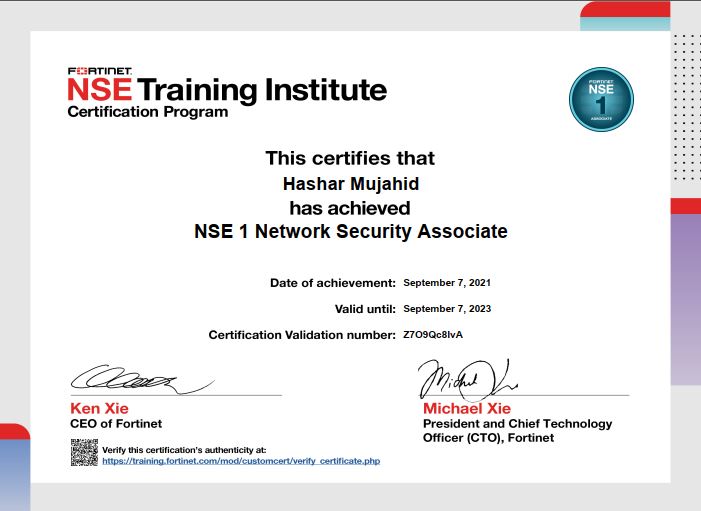 FORTINET
NSE Training Institute
Certification Program
FORTINET
NSE
1
ASSOCIATE
This certifies that
Hashar Mujahid
has achieved
NSE 1 Network Security Associate
Date of achievement: September 7, 2021
Valid until: September 7, 2023
Certification Validation number: Z7O9Qc8lvA
Ken Xie
CEO of Fortinet
Michael Xie
President and Chief Technology
Officer (CTO), Fortinet
Verify this certification's authenticity at:
https://training.fortinet.com/mod/customcert/verify_certificate.php